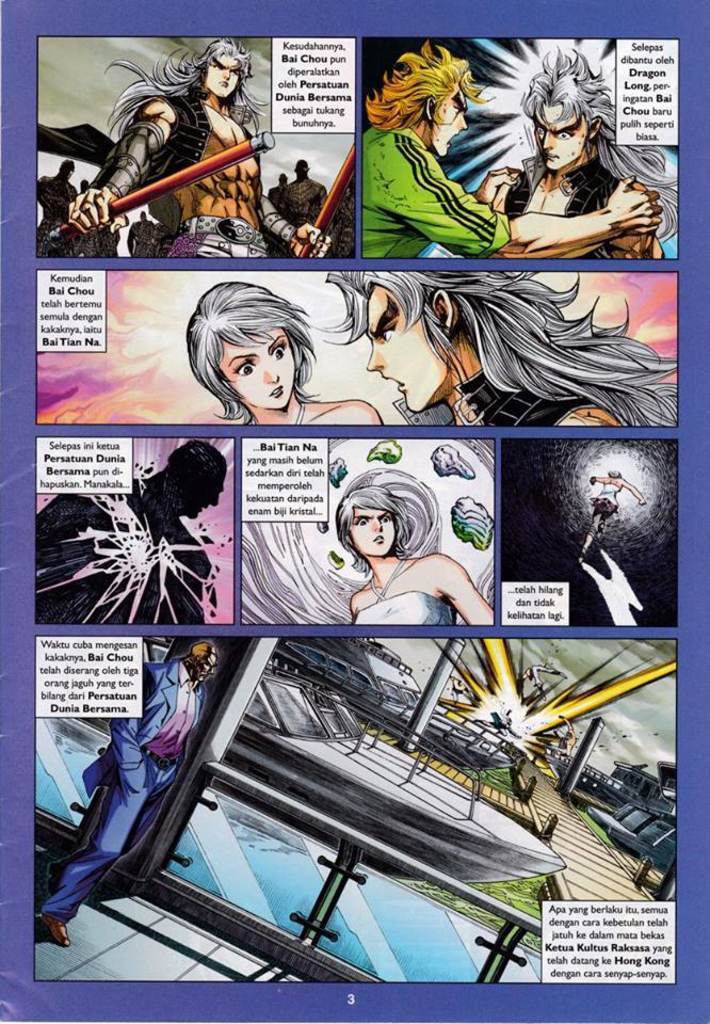 Kesudahannya,
Bai Chou pun
diperalatkan
oleh Persatuan
Dunia Bersama
sebagai tukang
bunuhnya.
Selepas
dibantu oleh
Dragon
Long, per-
ingatan Bai
Chou baru
pulih seperti
biasa.
Kemudian
Bai Chou
telah bertemu
semula dengan
kakaknya, iaitu
Bai Tian Na.
Selepas ini ketua
Persatuan Dunia
Bersama pun di-
hapuskan. Manakala...
...Bai Tian Na
yang masih belum
sedarkan diri telah
memperoleh
kekuatan daripada
enam biji kristal...
...telah hilang
dan tidak
kelihatan lagi.
Waktu cuba mengesan
kakaknya, Bai Chou
telah diserang oleh tiga
orang jaguh yang ter-
bilang dari Persatuan
Dunia Bersama.
Apa yang berlaku itu, semua
dengan cara kebetulan telah
jatuh ke dalam mata bekas
Ketua Kultus Raksasa yang
telah datang ke Hong Kong
dengan cara senyap-senyap.
3